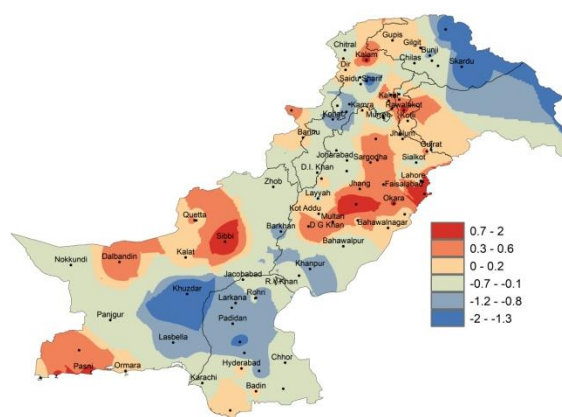 Gupis
Gilgit
Chitral
Bunji
Kalam
Chilas
Dir
Skardu
Saidu Sharif
Kamra
Rawalakot
Kohat
Kotli
Bannu
Jhelum
Gujrat
Joharabad
Sargodha
Sialkot
D.I. Khan
Zhob
Lahore
Jhang
Faisalabad
Layyah
Okara
Kot Addu
Quetta
Multan
D G Khan
Bahawalnagar
Sibbi
Barkhan
Bahawalpur
Kalat
Nokkundi
Dalbandin
Khanpur
Jacobabad
R.Y.Khan
Khuzdar
Rohri
Larkana
Panjgur
Padidan
Lasbella
Pasni
Ormara
Hyderabad
Chhor
Karachi
Badin
0.7 - 2
0.3 - 0.6
0 - 0.2
-0.7 - -0.1
-1.2 - -0.8
-2 - -1.3